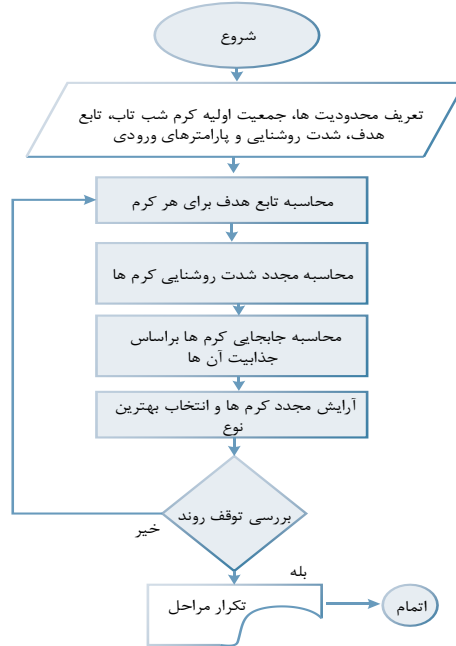 شروع
تعریف محدودیت ها، جمعیت اولیه کرم شب تاب، تابع
هدف، شدت روشنایی و پارامترهای ورودی
محاسبه تابع هدف برای هر کرم
محاسبه مجدد شدت روشنایی کرم ها
محاسبه جابجایی کرم ها براساس
جذابیت آن ها
آرایش مجدد کرم ها و انتخاب بهترین
نوع
بررسی توقف روند
خیر
بله
تکرار مراحل
اتمام